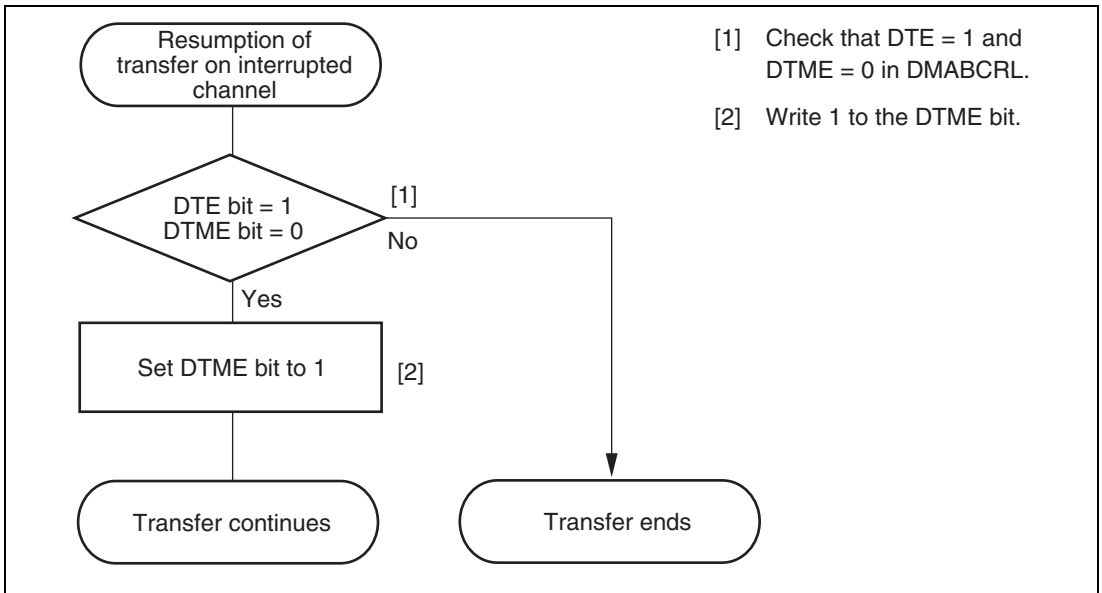 Resumption of
transfer on interrupted
channel
[1] Check that DTE = 1 and
DTME = 0 in DMABCRL.
[2] Write 1 to the DTME bit.
DTE bit = 1
DTME bit = 0
[1]
No
Yes
Set DTME bit to 1
[2]
Transfer continues
Transfer ends